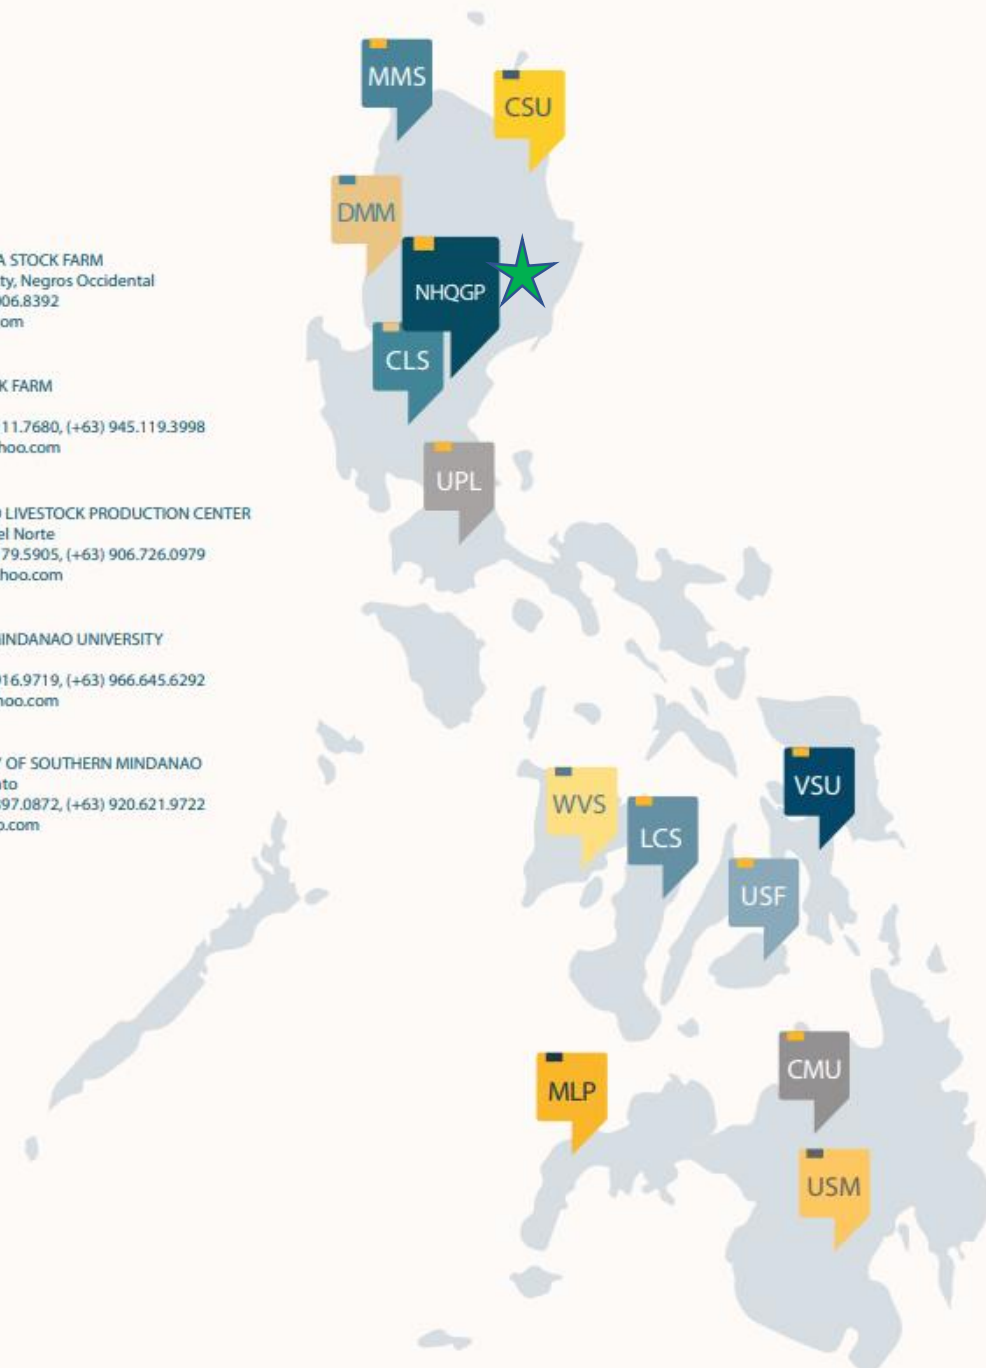 MMS
CSU
DMM
NHQGP
CLS
UPL
A STOCK FARM
ty, Negros Occidental
006.8392
om
K FARM
11.7680, (+63) 945.119.3998
hoo.com
LIVESTOCK PRODUCTION CENTER
el Norte
79.5905, (+63) 906.726.0979
hoo.com
MINDANAO UNIVERSITY
916.9719, (+63) 966.645.6292
hoo.com
OF SOUTHERN MINDANAO
to
397.0872, (+63) 920.621.9722
o.com
WVS
LCS
VSU
USF
MLP
CMU
USM